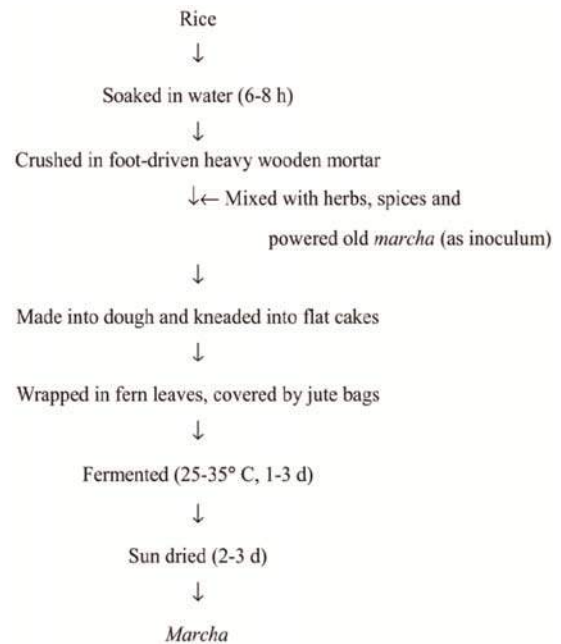 Rice
↓
Soaked in water (6-8 h)
↓
Crushed in foot-driven heavy wooden mortar
↓← Mixed with herbs, spices and
powered old marcha (as inoculum)
↓
Made into dough and kneaded into flat cakes
↓
Wrapped in fern leaves, covered by jute bags
↓
Fermented (25-35° C, 1-3 d)
↓
Sun dried (2-3 d)
↓
Marcha